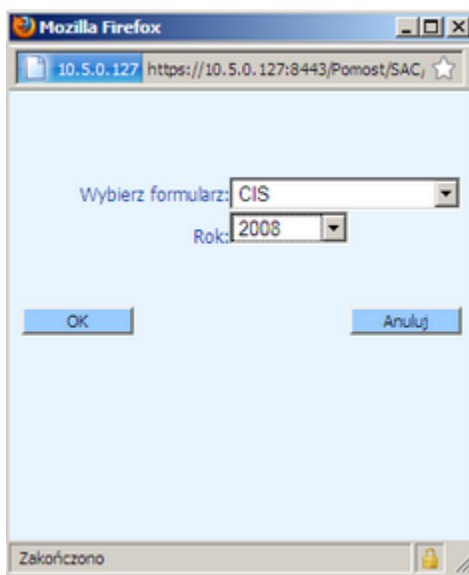 Mozilla Firefox
10.5.0.127 https://10.5.0.127:8443/Pomost/SAC/
Wybierz formularz: CIS
Rok: 2008
OK Anuluj
Zakończono